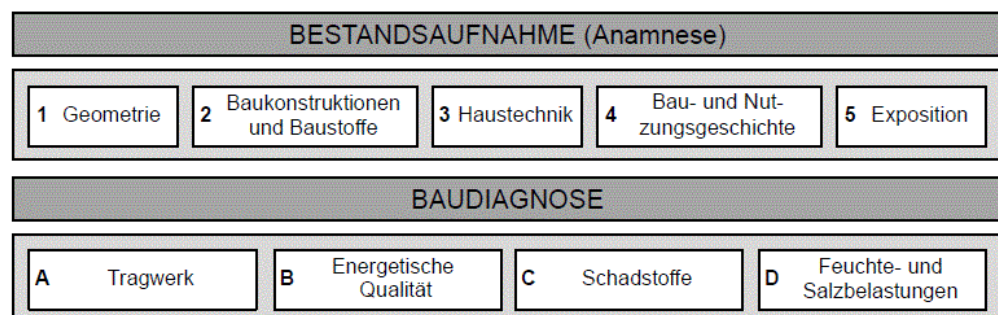 BESTANDSAUFNAHME (Anamnese)
1 Geometrie
2 Baukonstruktionen
und Baustoffe
3 Haustechnik
4 Bau- und Nut-
zungsgeschichte
5 Exposition
BAUDIAGNOSE
A Tragwerk
B Energetische
Qualität
C Schadstoffe
D Feuchte- und
Salzbelastungen